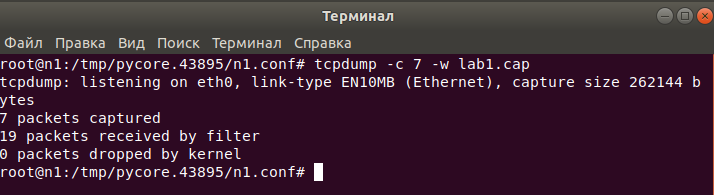 Терминал
Файл Правка Вид Поиск Терминал Справка
root@n1:/tmp/pycore.43895/n1.conf# tcpdump -c 7 -w lab1.cap
tcpdump: listening on eth0, link-type EN10MB (Ethernet), capture size 262144 b
ytes
7 packets captured
19 packets received by filter
0 packets dropped by kernel
root@n1:/tmp/pycore.43895/n1.conf#